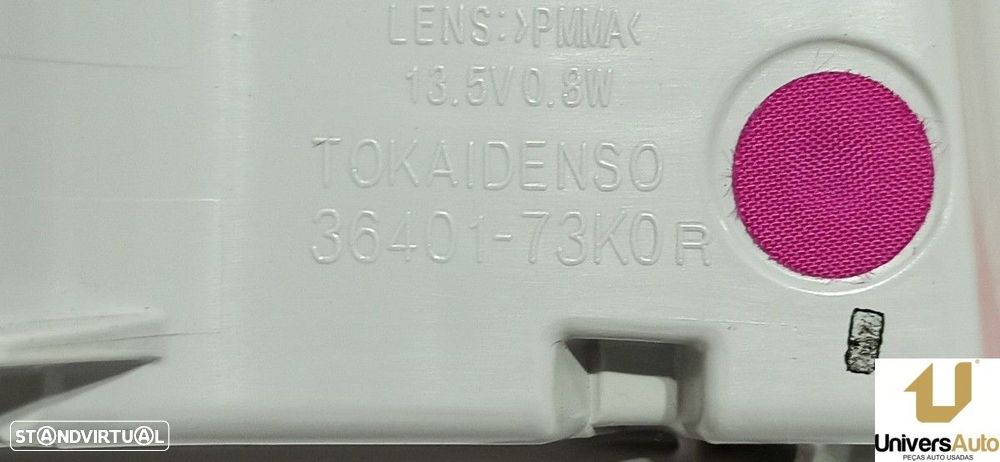 LENS:>PMMA<
13.5V0.8W
TOKAIDENSO
36401-73K0R
STANDVIRTUAL
UniversAuto
PEÇAS AUTO USADAS